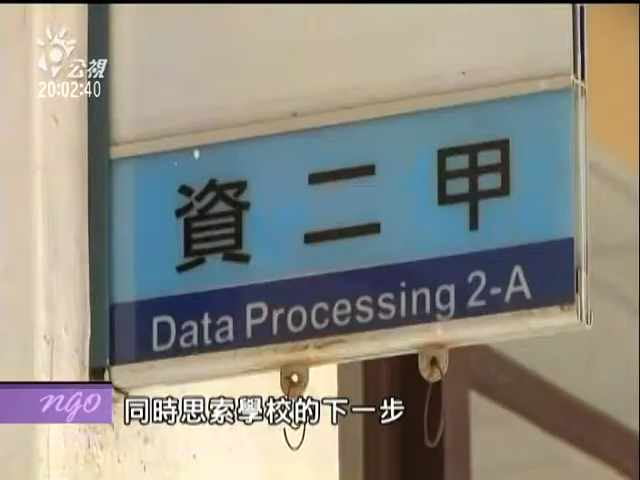 公視
20:02:40
資二甲
Data Processing 2-A
ngo
同時思索學校的下一步